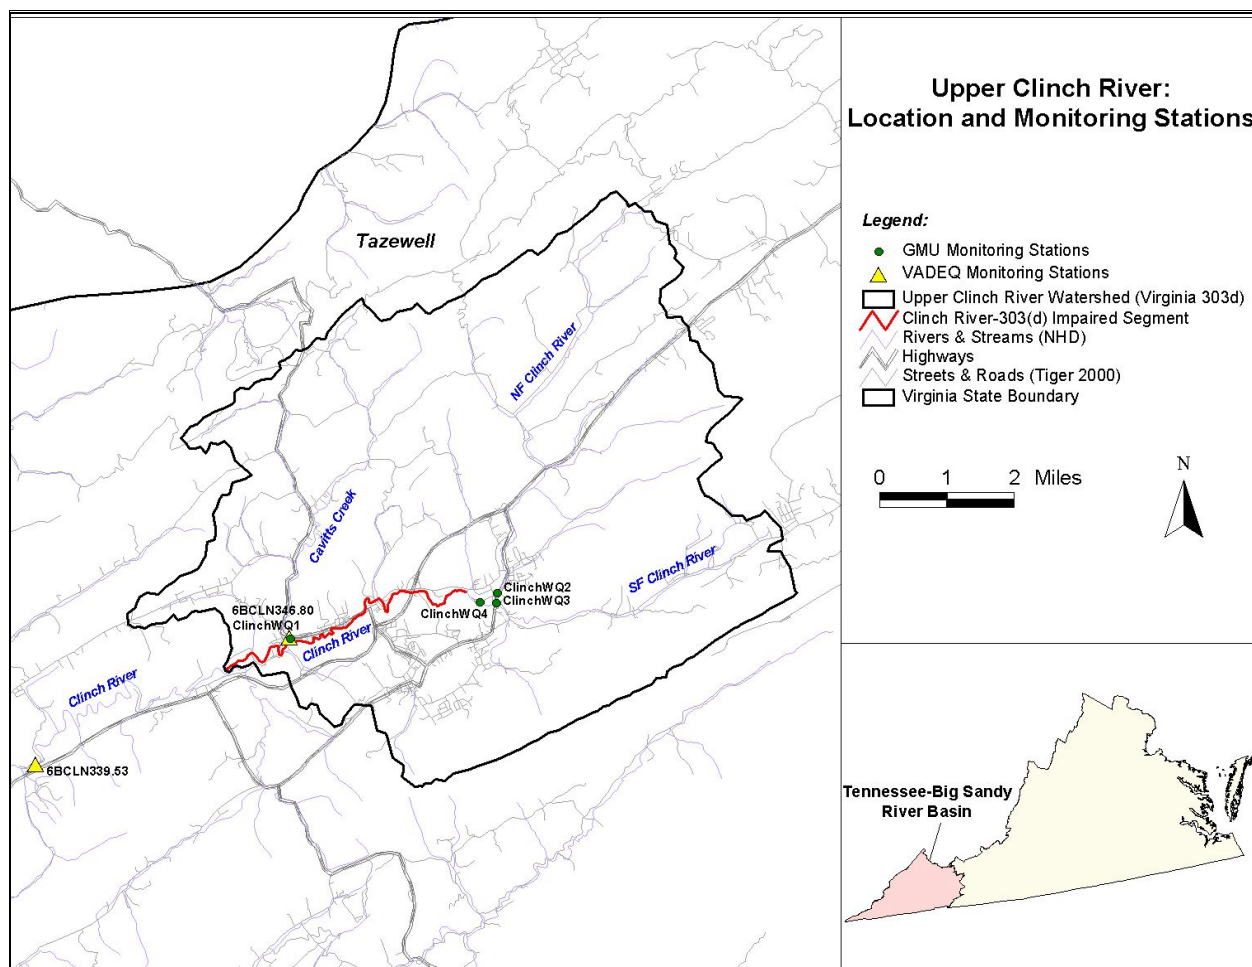 Upper Clinch River:
Location and Monitoring Stations
Legend:
GMU Monitoring Stations
VADEQ Monitoring Stations
Upper Clinch River Watershed (Virginia 303d)
Clinch River-303(d) Impaired Segment
Rivers & Streams (NHD)
Highways
Streets & Roads (Tiger 2000)
Virginia State Boundary
0 1 2 Miles
N
Tazewell
NF Clinch River
Cavitts Creek
SF Clinch River
ClinchWQ2
ClinchWQ3
ClinchWQ4
6BCLN346.80
ClinchWQ1
Clinch River
Clinch River
6BCLN339.53
Tennessee-Big Sandy
River Basin